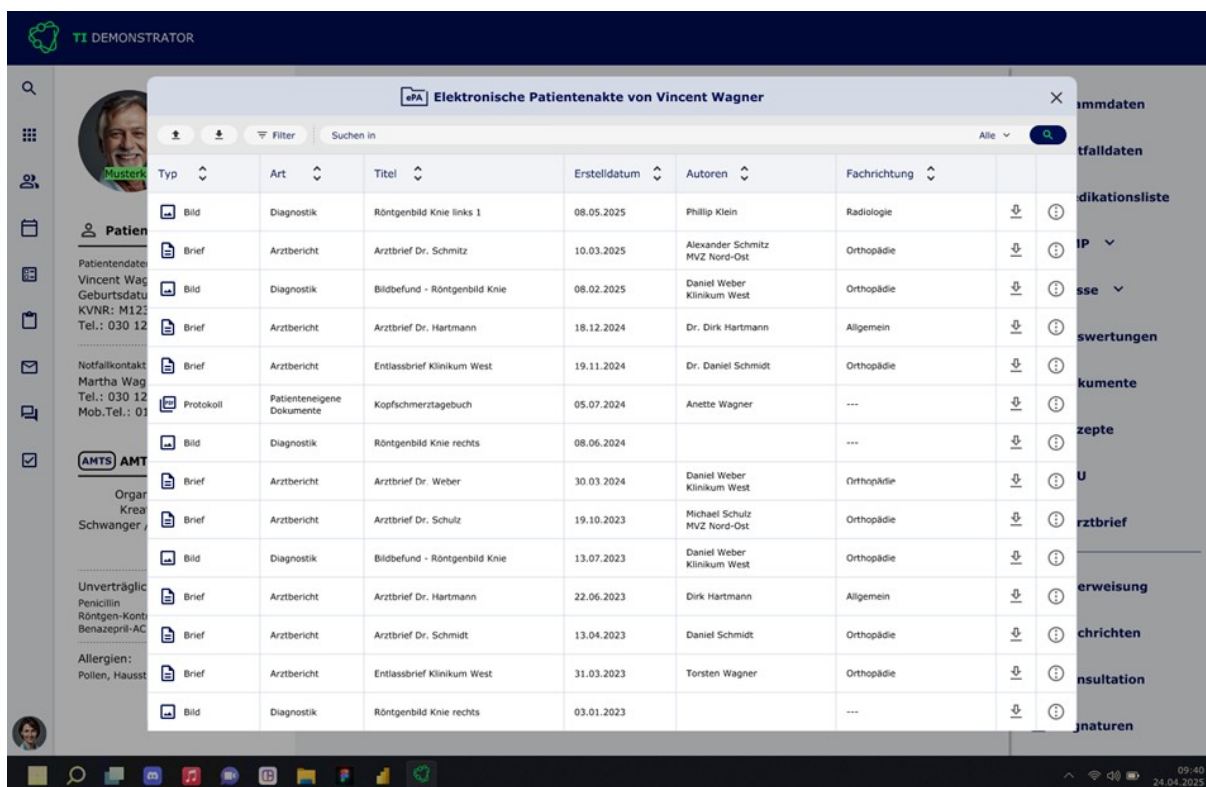 TI DEMONSTRATOR
ePA Elektronische Patientenakte von Vincent Wagner
Filter Suchen in Alle
Typ Art Titel Erstelldatum Autoren Fachrichtung
Bild Diagnostik Röntgenbild Knie links 1 08.05.2025 Phillip Klein Radiologie
Brief Arztbericht Arztbrief Dr. Schmitz 10.03.2025 Alexander Schmitz MVZ Nord-Ost Orthopädie
Bild Diagnostik Bildbefund - Röntgenbild Knie 08.02.2025 Daniel Weber Klinikum West Orthopädie
Brief Arztbericht Arztbrief Dr. Hartmann 18.12.2024 Dr. Dirk Hartmann Allgemein
Brief Arztbericht Entlassbrief Klinikum West 19.11.2024 Dr. Daniel Schmidt Orthopädie
PDF Protokoll Patienteneigene Dokumente Kopfschmerztagebuch 05.07.2024 Anette Wagner ---
Bild Diagnostik Röntgenbild Knie rechts 08.06.2024 ---
Brief Arztbericht Arztbrief Dr. Weber 30.03.2024 Daniel Weber Klinikum West Orthopädie
Brief Arztbericht Arztbrief Dr. Schulz 19.10.2023 Michael Schulz MVZ Nord-Ost Orthopädie
Bild Diagnostik Bildbefund - Röntgenbild Knie 13.07.2023 Daniel Weber Klinikum West Orthopädie
Brief Arztbericht Arztbrief Dr. Hartmann 22.06.2023 Dirk Hartmann Allgemein
Brief Arztbericht Arztbrief Dr. Schmidt 13.04.2023 Daniel Schmidt Orthopädie
Brief Arztbericht Entlassbrief Klinikum West 31.03.2023 Torsten Wagner Orthopädie
Bild Diagnostik Röntgenbild Knie rechts 03.01.2023 ---
Musterk
Patien
Patientendate
Vincent Wag
Geburtsdatu
KVNR: M123
Tel.: 030 12
Notfallkontakt
Martha Wag
Tel.: 030 12
Mob.Tel.: 01
AMTS AMT
Organ
Krea
Schwanger /
Unverträglic
Penicillin
Röntgen-Kont
Benazepril-AC
Allergien:
Pollen, Hausst
ammdaten
tfalldaten
edikationsliste
MP
sse
swertungen
kumente
zepte
U
rztbrief
erweisung
chrichten
nsultation
gnaturen
09:40
24.04.2025